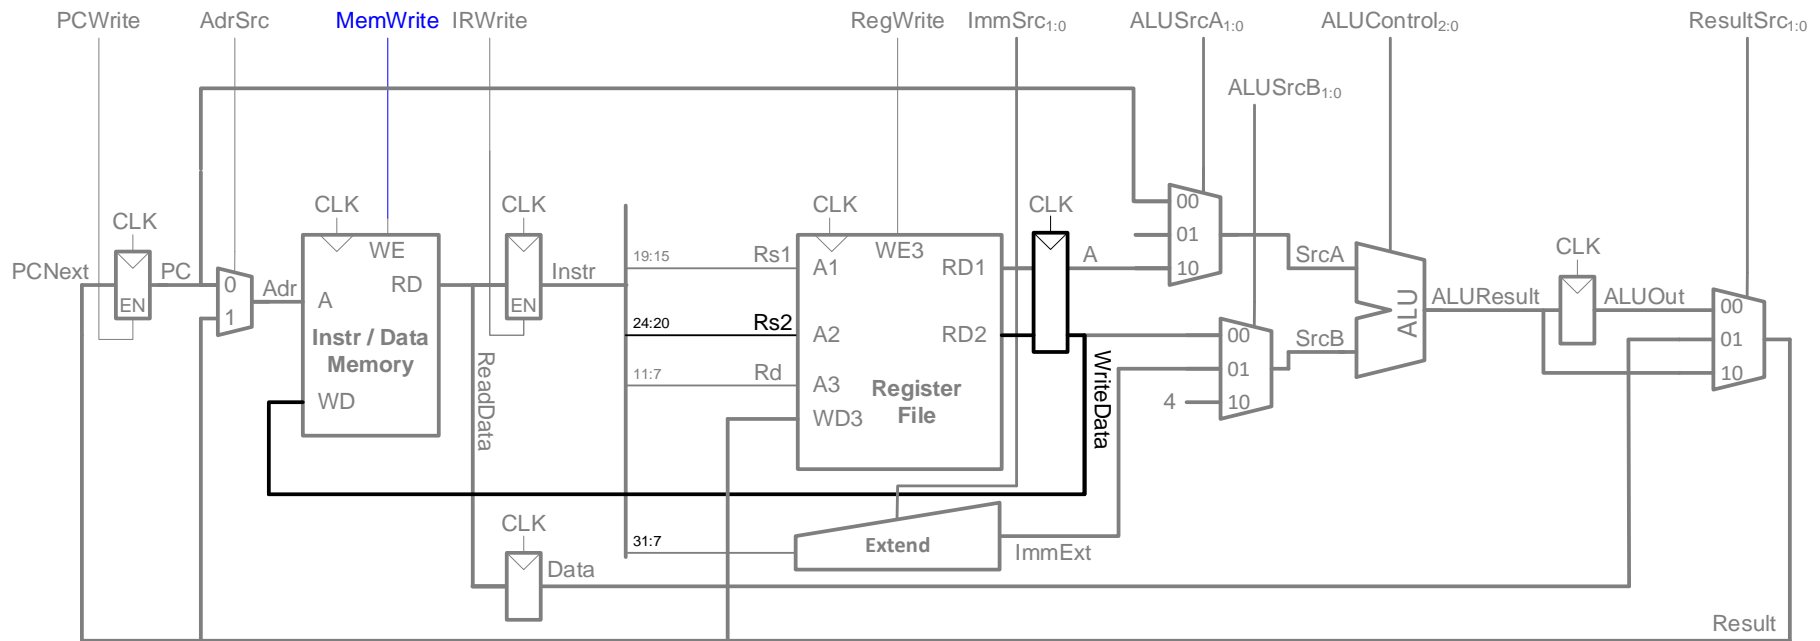 PCWrite
AdrSrc
MemWrite
IRWrite
RegWrite
ImmSrc1:0
ALUSrcA1:0
ALUControl2:0
ResultSrc1:0
ALUSrcB1:0
CLK
CLK
CLK
CLK
CLK
CLK
PCNext
EN
PC
0
1
Adr
WE
RD
A
Instr / Data
Memory
WD
ReadData
EN
Instr
19:15
Rs1
24:20
Rs2
11:7
Rd
31:7
A1
A2
A3
WD3
WE3
RD1
RD2
Register
File
A
WriteData
00
01
10
00
01
10
4
SrcA
SrcB
ALU
ALUResult
ALUOut
00
01
10
CLK
Data
Extend
ImmExt
Result